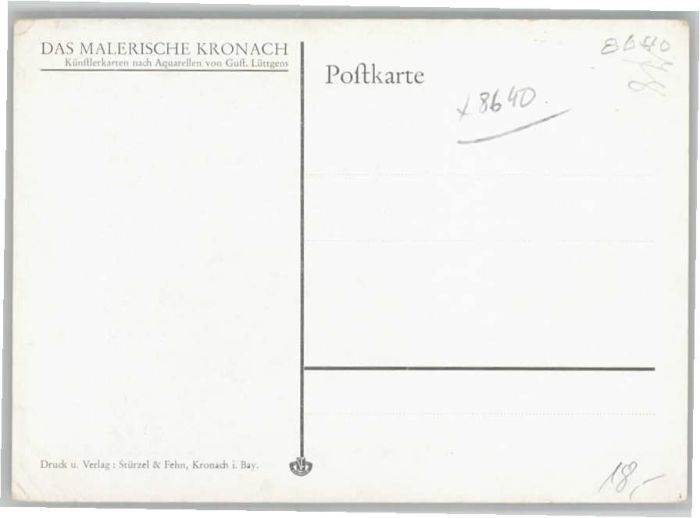 DAS MALERISCHE KRONACH
Künſtlerkarten nach Aquarellen von Guſt. Lüttgens
Poſtkarte
8640
x 8640.
Druck u. Verlag : Stürzel & Fehn, Kronach i. Bay.
18,-